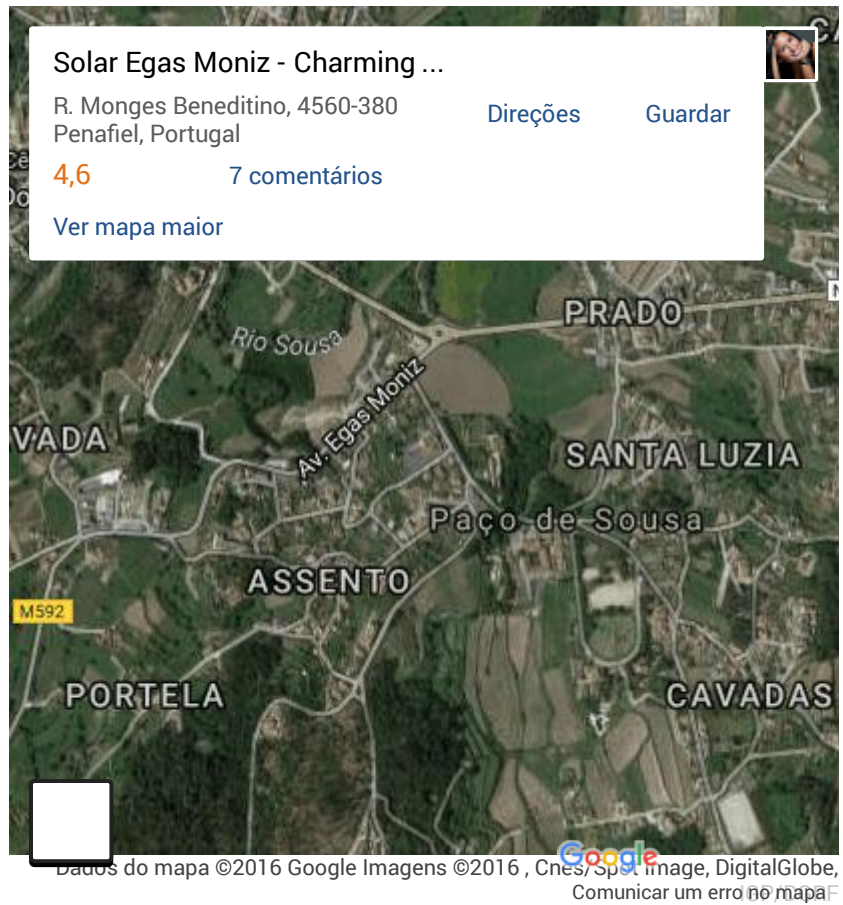 Solar Egas Moniz - Charming ...
R. Monges Beneditino, 4560-380
Penafiel, Portugal
Direções
Guardar
4,6
7 comentários
Ver mapa maior
PRADO
Rio Sousa
Av. Egas Moniz
VADA
SANTA LUZIA
Paço de Sousa
ASSENTO
M592
PORTELA
CAVADAS
Google
Dados do mapa ©2016 Google Imagens ©2016 , Cnes/Spot Image, DigitalGlobe,
Comunicar um erro no mapa